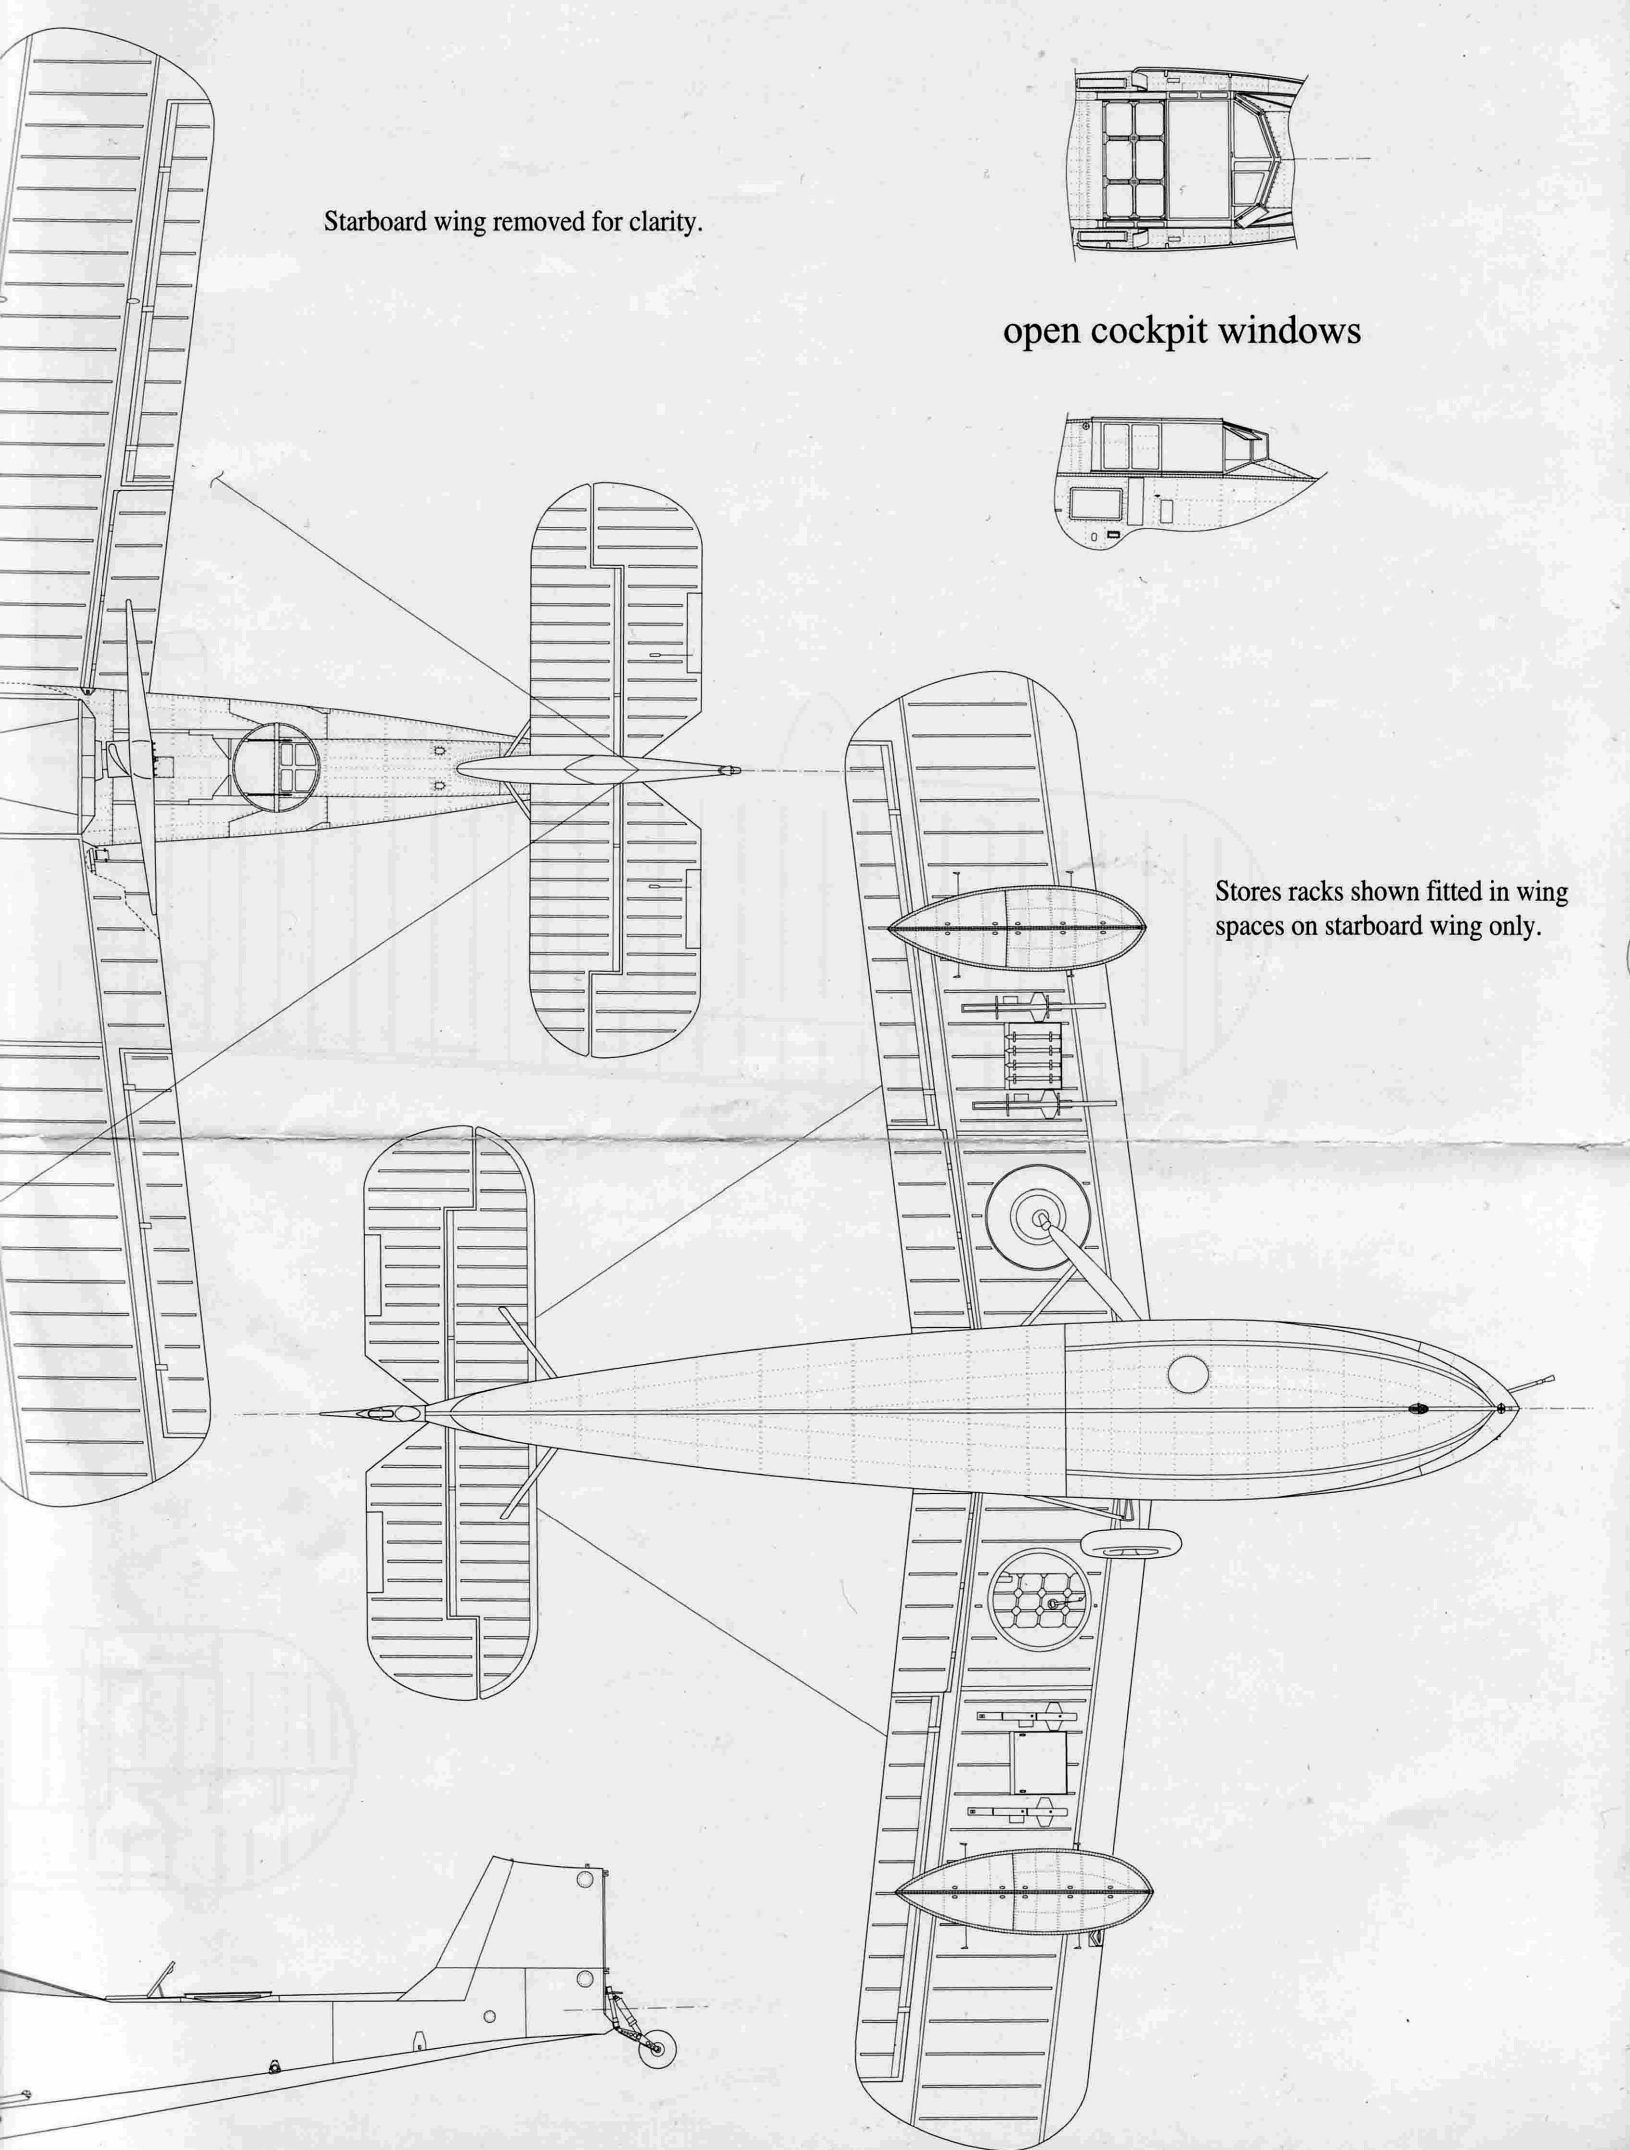 Starboard wing removed for clarity.
open cockpit windows
Stores racks shown fitted in wing
spaces on starboard wing only.